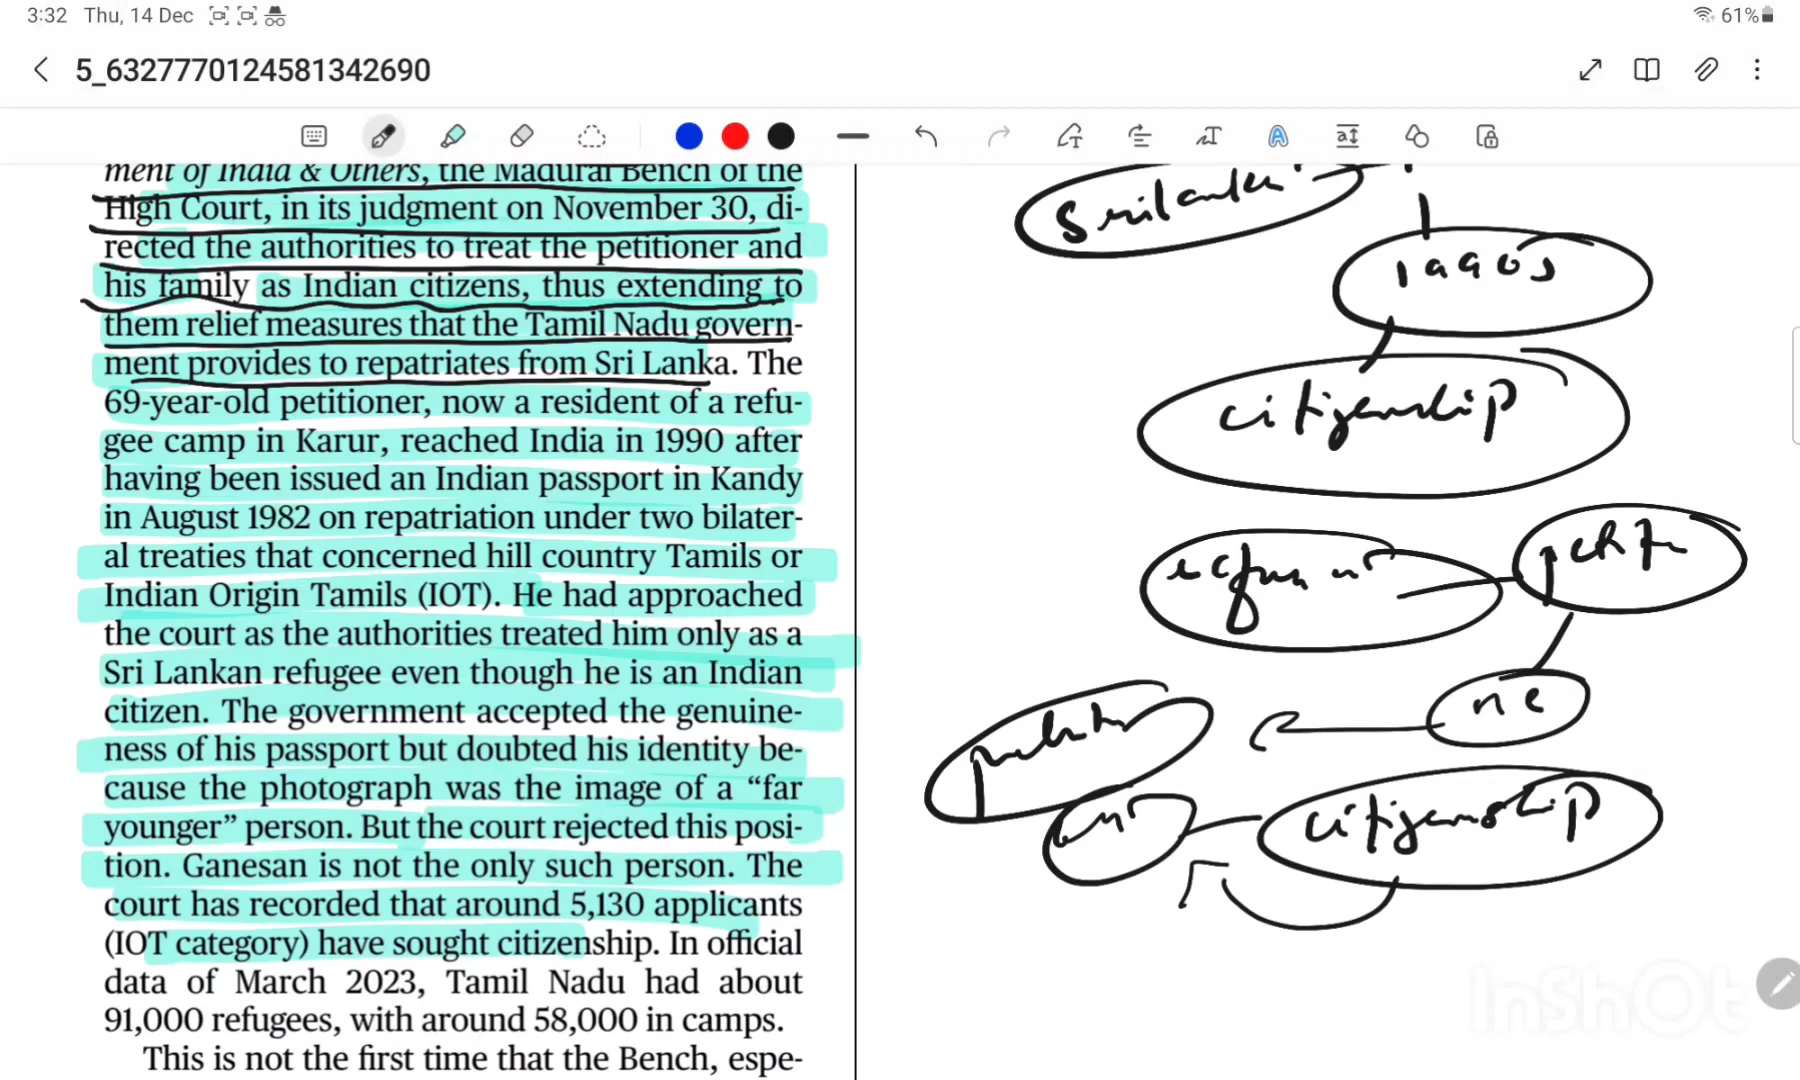 3:32 Thu, 14 Dec
61%
5_6327770124581342690
ment of India & Others, the Madurai Bench of the
High Court, in its judgment on November 30, di-
rected the authorities to treat the petitioner and
his family as Indian citizens, thus extending to
them relief measures that the Tamil Nadu govern-
ment provides to repatriates from Sri Lanka. The
69-year-old petitioner, now a resident of a refu-
gee camp in Karur, reached India in 1990 after
having been issued an Indian passport in Kandy
in August 1982 on repatriation under two bilater-
al treaties that concerned hill country Tamils or
Indian Origin Tamils (IOT). He had approached
the court as the authorities treated him only as a
Sri Lankan refugee even though he is an Indian
citizen. The government accepted the genuine-
ness of his passport but doubted his identity be-
cause the photograph was the image of a “far
younger” person. But the court rejected this posi-
tion. Ganesan is not the only such person. The
court has recorded that around 5,130 applicants
(IOT category) have sought citizenship. In official
data of March 2023, Tamil Nadu had about
91,000 refugees, with around 58,000 in camps.
This is not the first time that the Bench, espe-
citizenship
citizenship
InShOt